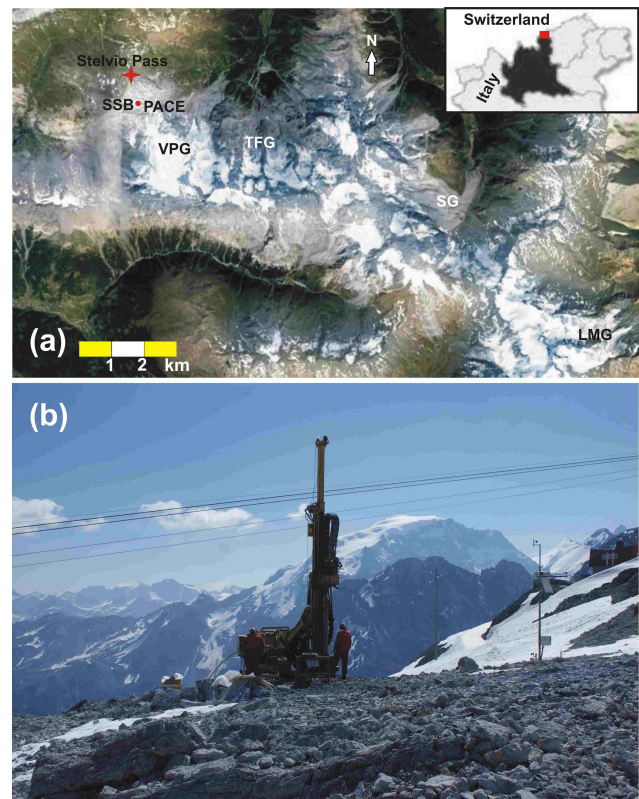 Switzerland
Italy
N
Stelvio Pass
SSB PACE
VPG
TFG
SG
LMG
(a)
1 2 km
(b)